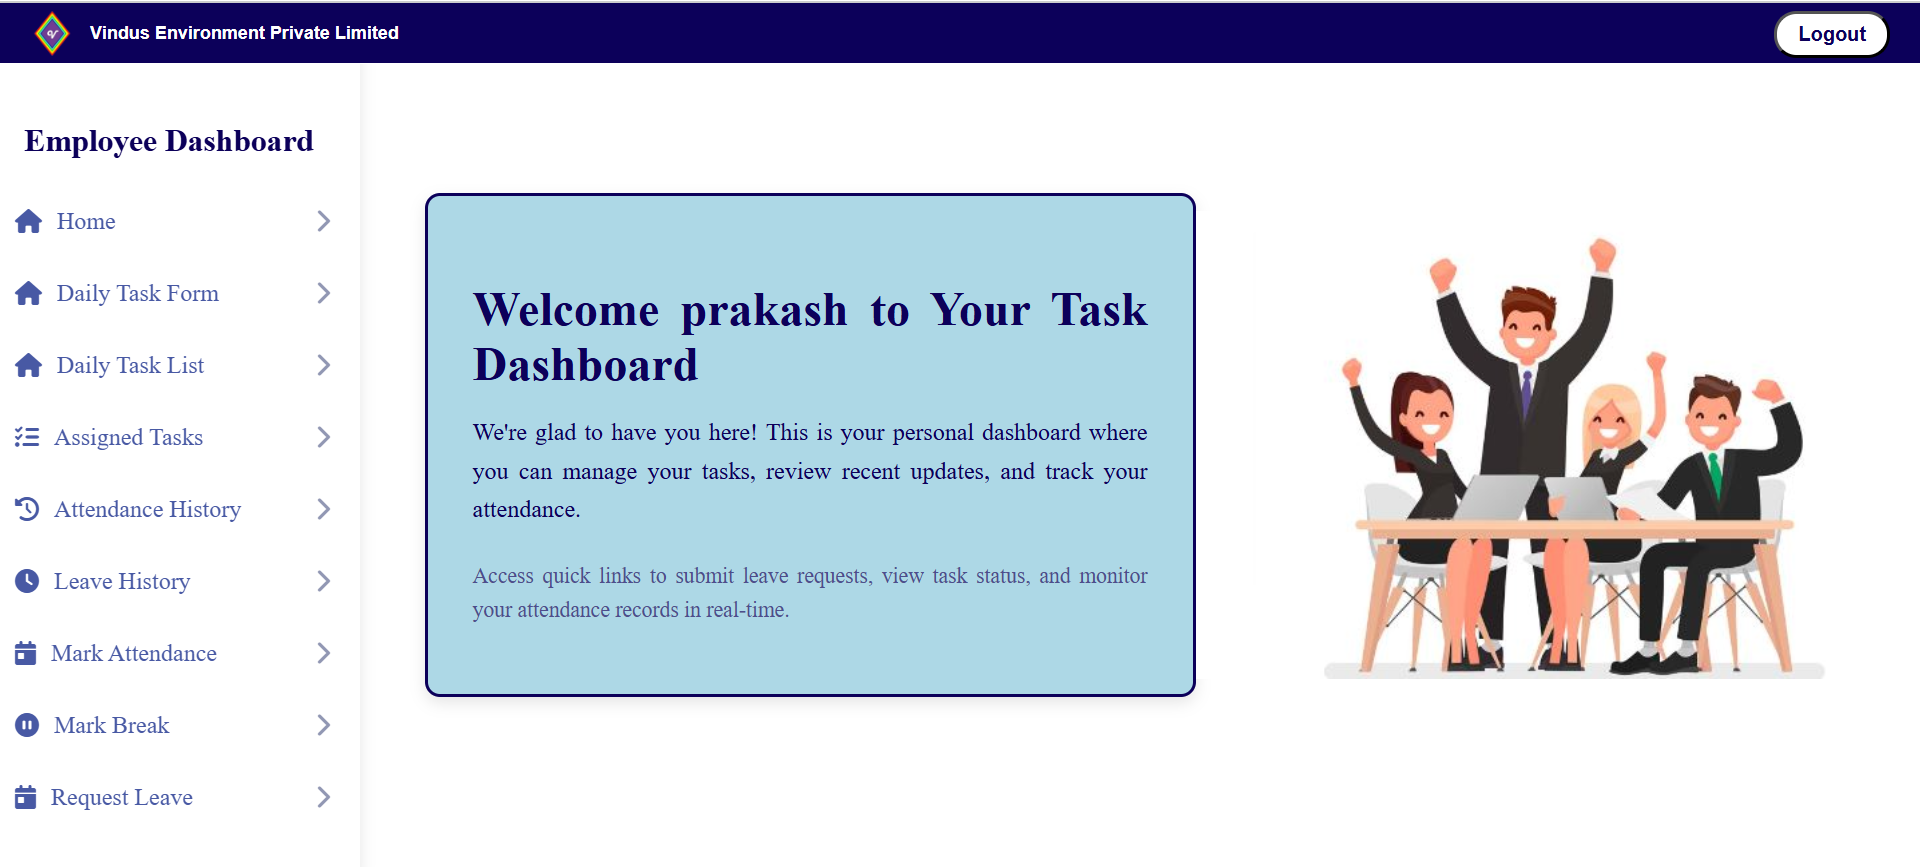 Vindus Environment Private Limited
Logout
Employee Dashboard
Home
Daily Task Form
Daily Task List
Assigned Tasks
Attendance History
Leave History
Mark Attendance
Mark Break
Request Leave
Welcome prakash to Your Task
Dashboard
We're glad to have you here! This is your personal dashboard where
you can manage your tasks, review recent updates, and track your
attendance.
Access quick links to submit leave requests, view task status, and monitor
your attendance records in real-time.